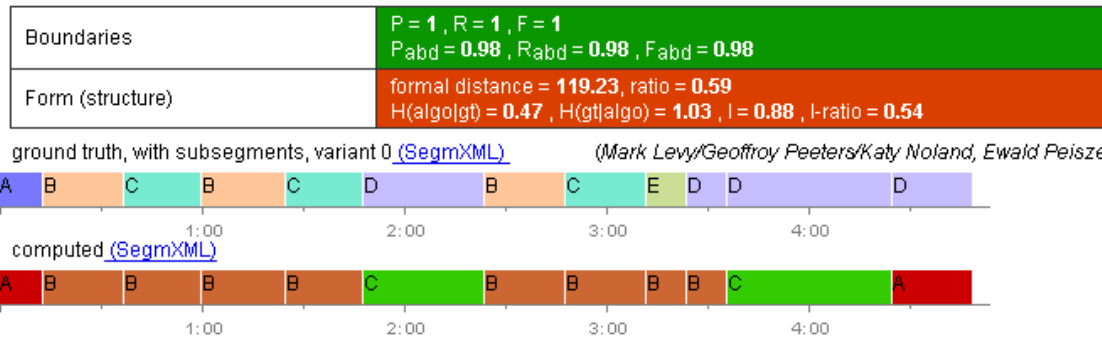 Boundaries
P = 1 , R = 1 , F = 1
Pabd = 0.98 , Rabd = 0.98 , Fabd = 0.98
Form (structure)
formal distance = 119.23, ratio = 0.59
H(algo|gt) = 0.47 , H(gt|algo) = 1.03 , I = 0.88 , I-ratio = 0.54
ground truth, with subsegments, variant 0 (SegmXML) (Mark Levy/Geoffroy Peeters/Katy Noland, Ewald Peisze
A B C B C D B C E D D D
1:00 2:00 3:00 4:00
computed (SegmXML)
A B B B B C B B B B C A
1:00 2:00 3:00 4:00